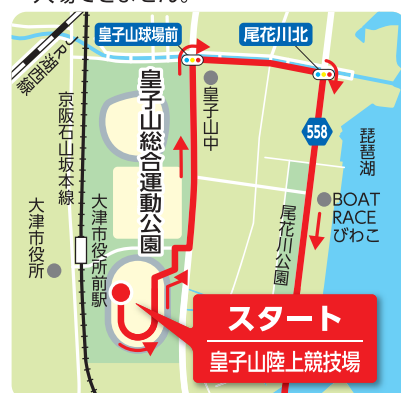 入場できません。
皇子山球場前
尾花川北
JR湖西線
京阪石山坂本線
皇子山総合運動公園
皇子山中
558
琵琶湖
BOAT
RACE
びわこ
尾花川公園
大津市役所
大津市役所前駅
スタート
皇子山陸上競技場